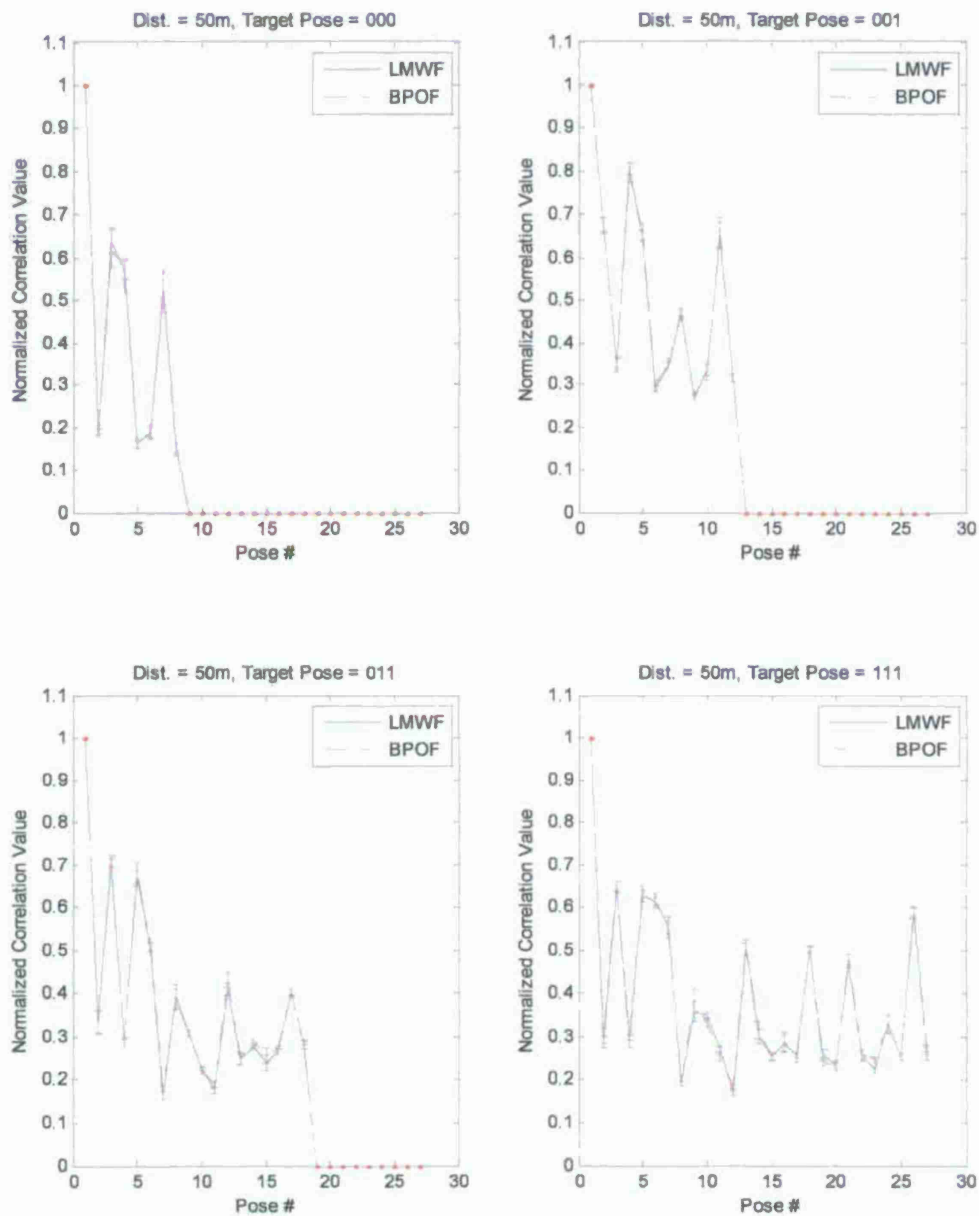 Dist. = 50m, Target Pose = 000
1.1
1
0.9
0.8
0.7
0.6
0.5
0.4
0.3
0.2
0.1
0
Normalized Correlation Value
LMWF
BPOF
0 5 10 15 20 25 30
Pose #
Dist. = 50m, Target Pose = 001
1.1
1
0.9
0.8
0.7
0.6
0.5
0.4
0.3
0.2
0.1
0
Normalized Correlation Value
LMWF
BPOF
0 5 10 15 20 25 30
Pose #
Dist. = 50m, Target Pose = 011
1.1
1
0.9
0.8
0.7
0.6
0.5
0.4
0.3
0.2
0.1
0
Normalized Correlation Value
LMWF
BPOF
0 5 10 15 20 25 30
Pose #
Dist. = 50m, Target Pose = 111
1.1
1
0.9
0.8
0.7
0.6
0.5
0.4
0.3
0.2
0.1
0
Normalized Correlation Value
LMWF
BPOF
0 5 10 15 20 25 30
Pose #